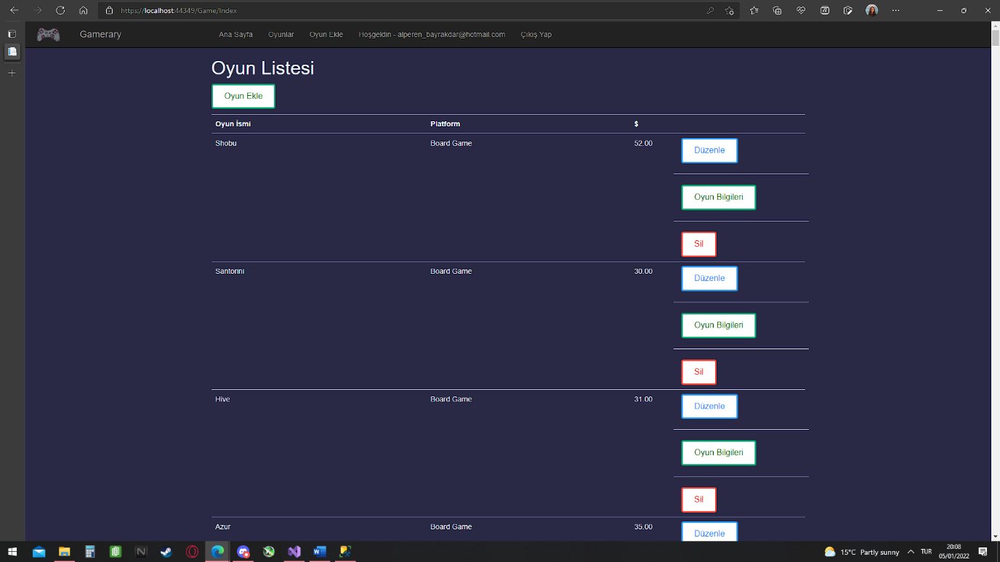 https://localhost:44349/Game/Index
Gamerary
Ana Sayfa
Oyunlar
Oyun Ekle
Hoşgeldin - alperen_bayrakdar@hotmail.com
Çıkış Yap
Oyun Listesi
Oyun Ekle
Oyun İsmi Platform $
Shobu Board Game 52.00 Düzenle
Oyun Bilgileri
Sil
Santorini Board Game 30.00 Düzenle
Oyun Bilgileri
Sil
Hive Board Game 31.00 Düzenle
Oyun Bilgileri
Sil
Azur Board Game 35.00 Düzenle
15°C Partly sunny TUR 20:08
05/01/2022